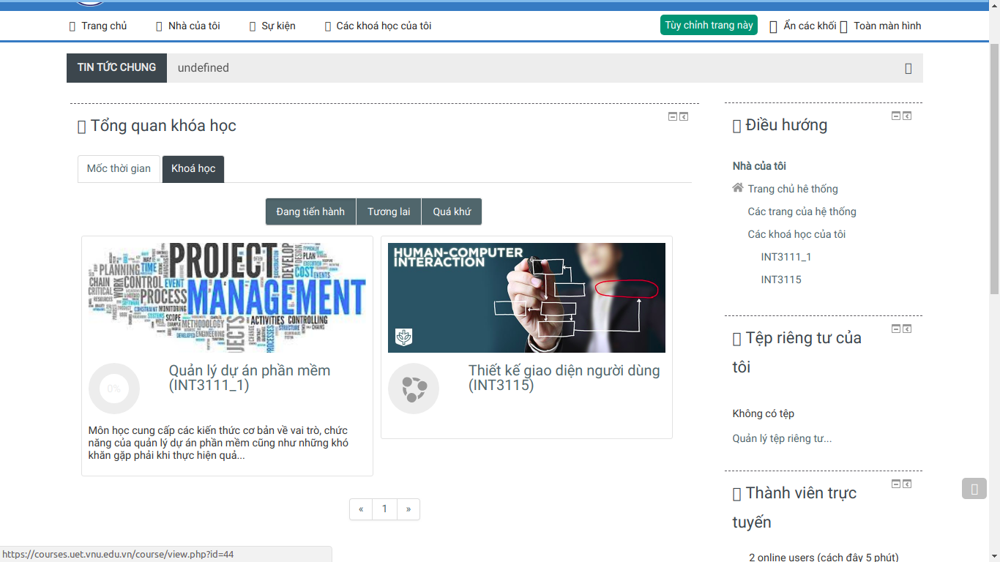 Trang chủ
Nhà của tôi
Sự kiện
Các khoá học của tôi
Tùy chỉnh trang này
Ẩn các khối
Toàn màn hình
TIN TỨC CHUNG
undefined
Tổng quan khóa học
Mốc thời gian
Khoá học
Đang tiến hành
Tương lai
Quá khứ
PROJECT
MANAGEMENT
PLANNING
TIME
CHAIN
CONTROL
EVENT
CRITICAL
WORK
PROCESS
MONITORING
SCOPE
METHODOLOGY
ACTIVITIES CONTROLLING
ENGINEERING
DEVELOP
PLAN
COST
EVENTS
PROCESSES
STRUCTURE
HUMAN-COMPUTER
INTERACTION
0%
Quản lý dự án phần mềm
(INT3111_1)
Môn học cung cấp các kiến thức cơ bản về vai trò, chức
năng của quản lý dự án phần mềm cũng như những khó
khăn gặp phải khi thực hiện quả...
Thiết kế giao diện người dùng
(INT3115)
« 1 »
Điều hướng
Nhà của tôi
Trang chủ hệ thống
Các trang của hệ thống
Các khoá học của tôi
INT3111_1
INT3115
Tệp riêng tư của
tôi
Không có tệp
Quản lý tệp riêng tư...
Thành viên trực
tuyến
2 online users (cách đây 5 phút)
https://courses.uet.vnu.edu.vn/course/view.php?id=44